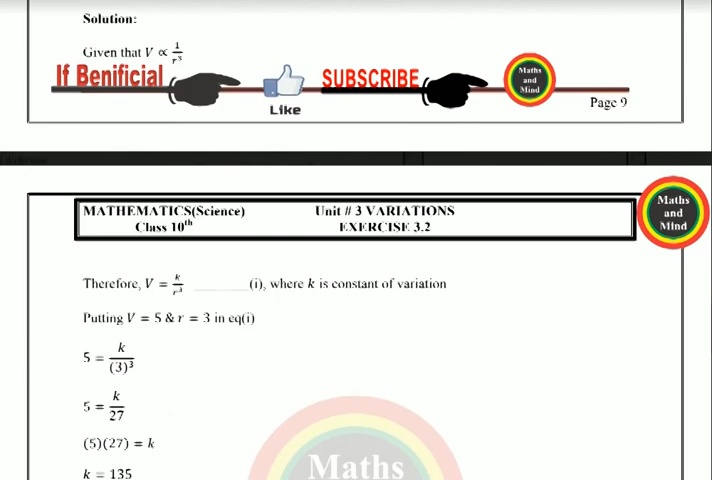 Solution:
Given that V ∝ 1/r³
If Benificial
Like
SUBSCRIBE
Maths
and
Mind
Page 9
MATHEMATICS(Science) Unit # 3 VARIATIONS
Class 10th EXERCISE 3.2
Maths
and
Mind
Therefore, V = k/r³ ________(i), where k is constant of variation
Putting V = 5 & r = 3 in eq(i)
5 = k/(3)³
5 = k/27
(5)(27) = k
k = 135
Maths